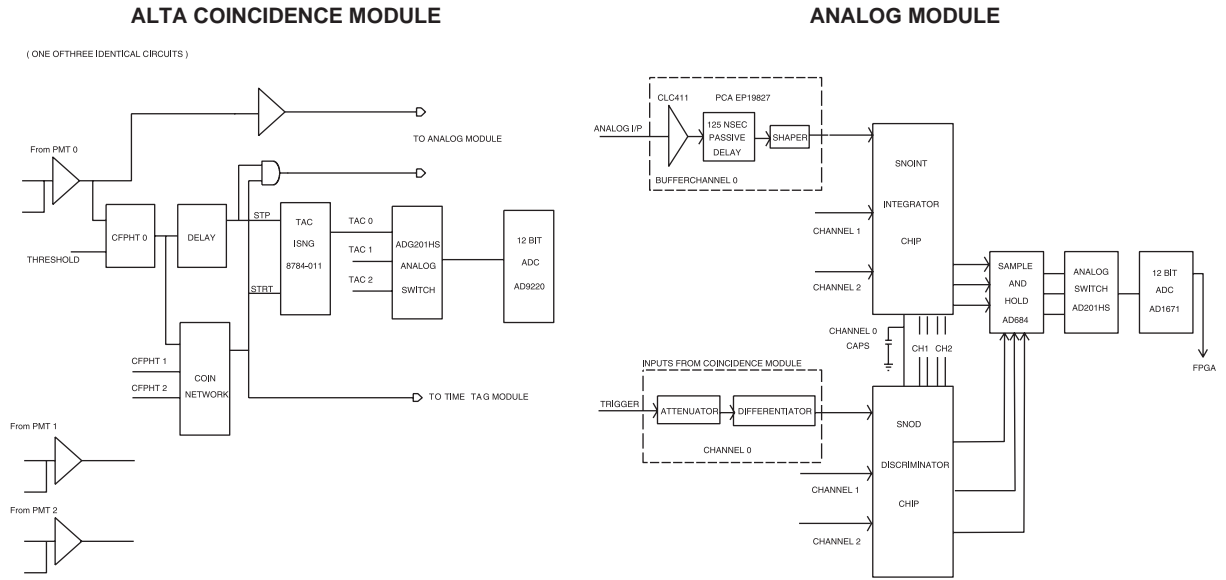 ALTA COINCIDENCE MODULE
( ONE OFTHREE IDENTICAL CIRCUITS )
TO ANALOG MODULE
From PMT 0
CFPHT 0
DELAY
THRESHOLD
STP
STRT
TAC
ISNG
8784-011
TAC 0
TAC 1
TAC 2
ADG201HS
ANALOG
SWITCH
12 BIT
ADC
AD9220
CFPHT 1
CFPHT 2
COIN
NETWORK
TO TIME TAG MODULE
From PMT 1
From PMT 2
ANALOG MODULE
CLC411
PCA EP19827
ANALOG I/P
125 NSEC
PASSIVE
DELAY
SHAPER
BUFFERCHANNEL 0
SNOINT
INTEGRATOR
CHIP
CHANNEL 1
CHANNEL 2
SAMPLE
AND
HOLD
AD684
ANALOG
SWITCH
AD201HS
12 BIT
ADC
AD1671
FPGA
CHANNEL 0
CAPS
CH1
CH2
INPUTS FROM COINCIDENCE MODULE
TRIGGER
ATTENUATOR
DIFFERENTIATOR
CHANNEL 0
SNOD
DISCRIMINATOR
CHIP
CHANNEL 1
CHANNEL 2